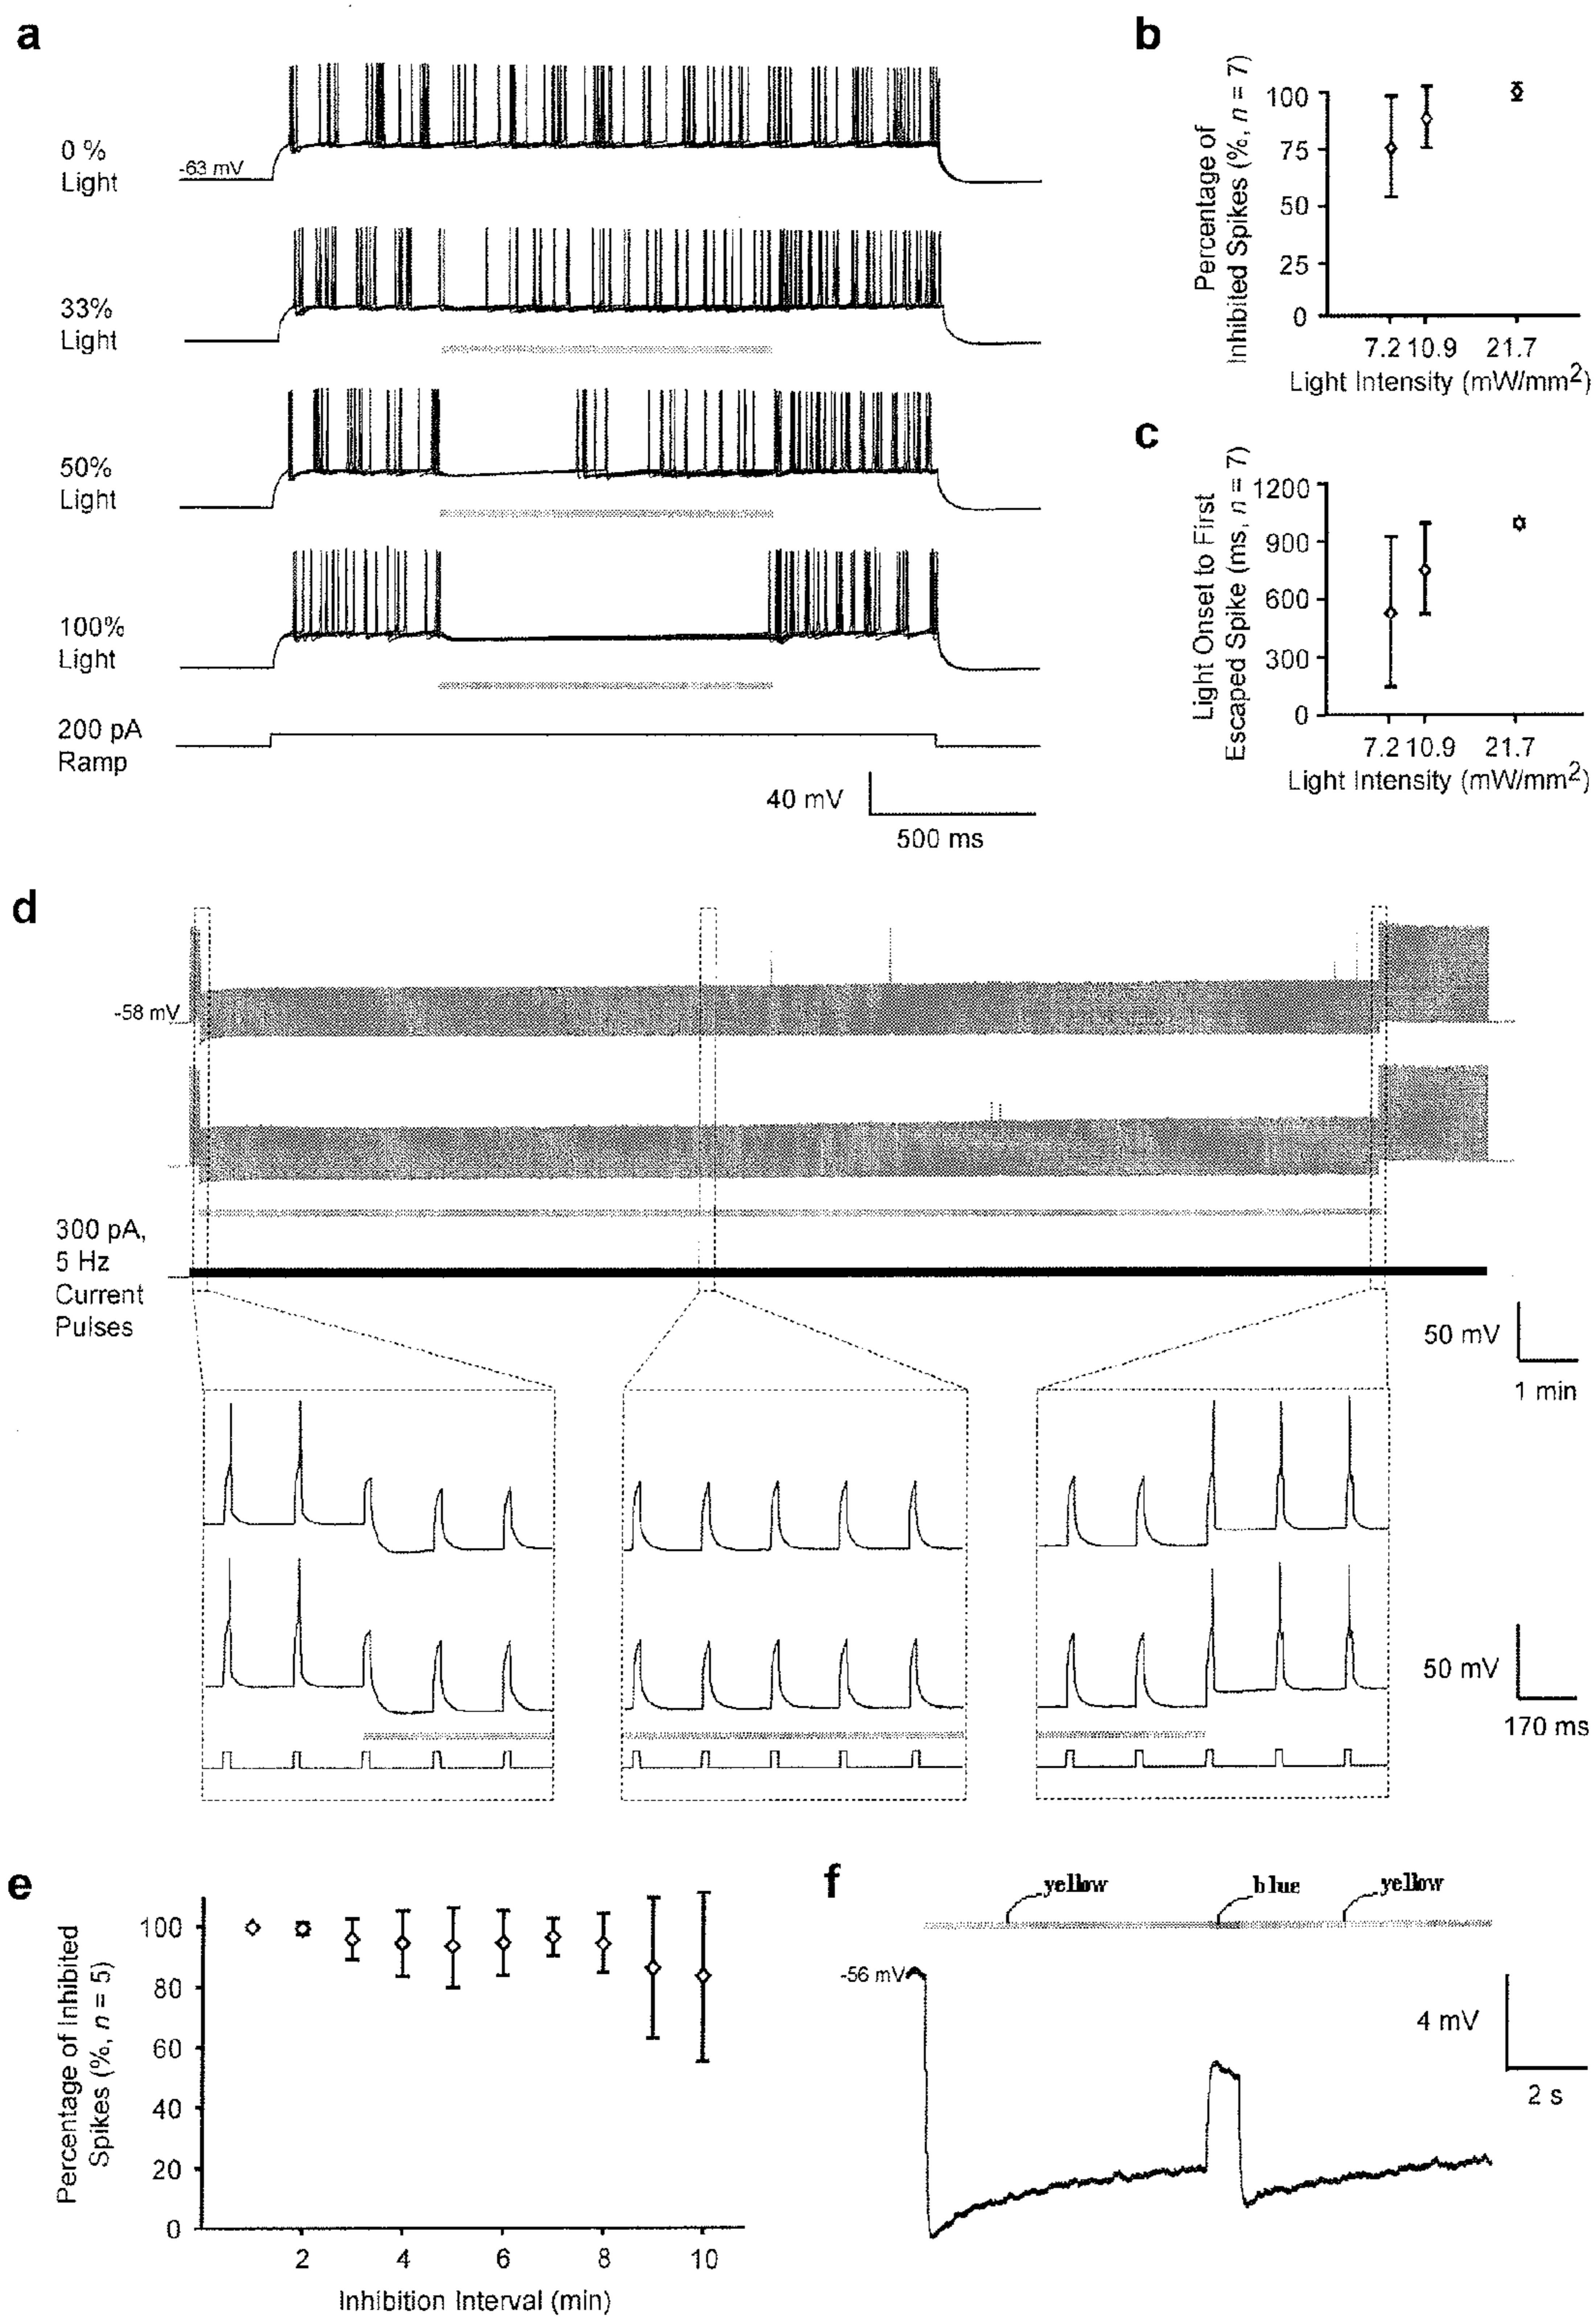 a
0 %
Light
-63 mV
33%
Light
50%
Light
100%
Light
200 pA
Ramp
40 mV
500 ms
b
Percentage of
Inhibited Spikes (%, n = 7)
100
75
50
25
0
7.2 10.9 21.7
Light Intensity (mW/mm2)
c
Light Onset to First
Escaped Spike (ms, n = 7)
1200
900
600
300
0
7.2 10.9 21.7
Light Intensity (mW/mm2)
d
-58 mV
300 pA,
5 Hz
Current
Pulses
50 mV
1 min
50 mV
170 ms
e
Percentage of Inhibited
Spikes (%, n = 5)
100
80
60
40
20
0
2 4 6 8 10
Inhibition Interval (min)
f
yellow blue yellow
-56 mV
4 mV
2 s